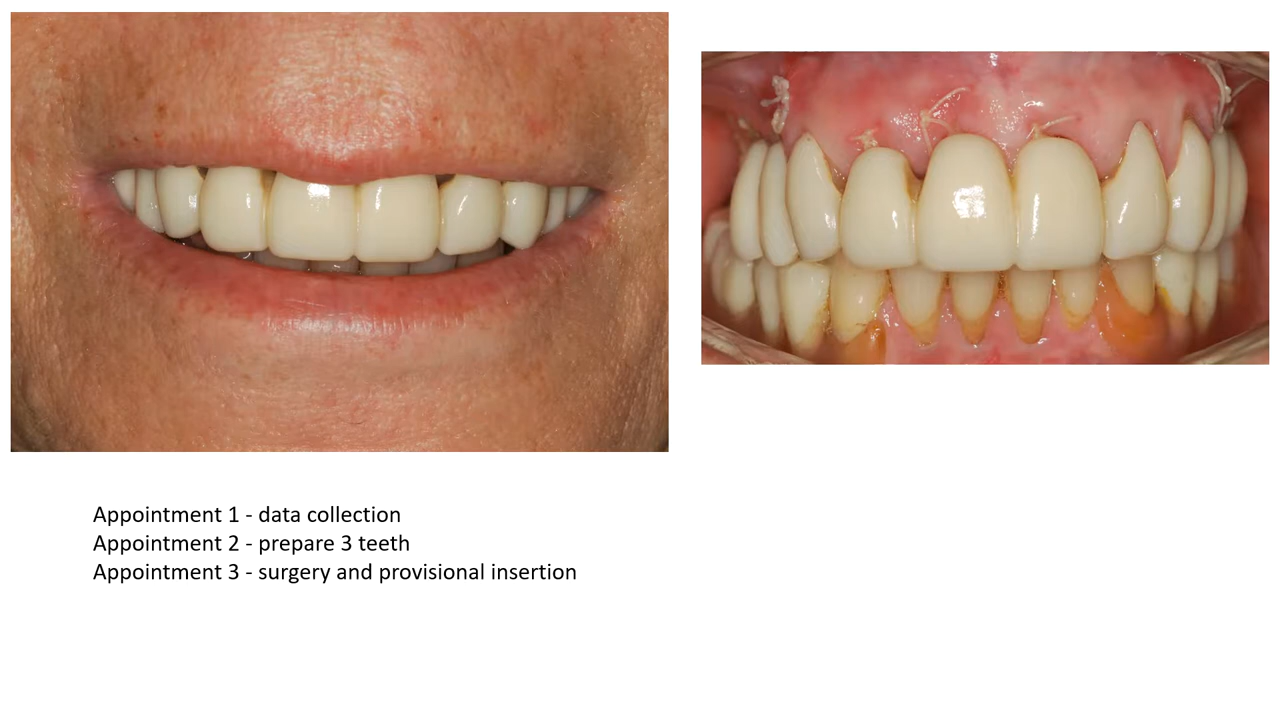 Appointment 1 - data collection
Appointment 2 - prepare 3 teeth
Appointment 3 - surgery and provisional insertion